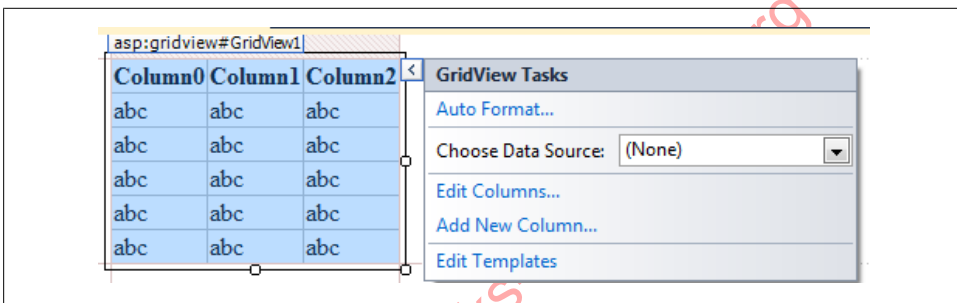 asp:gridview#GridView1
Column0 Column1 Column2
abc abc abc
abc abc abc
abc abc abc
abc abc abc
abc abc abc
GridView Tasks
Auto Format...
Choose Data Source: (None)
Edit Columns...
Add New Column...
Edit Templates